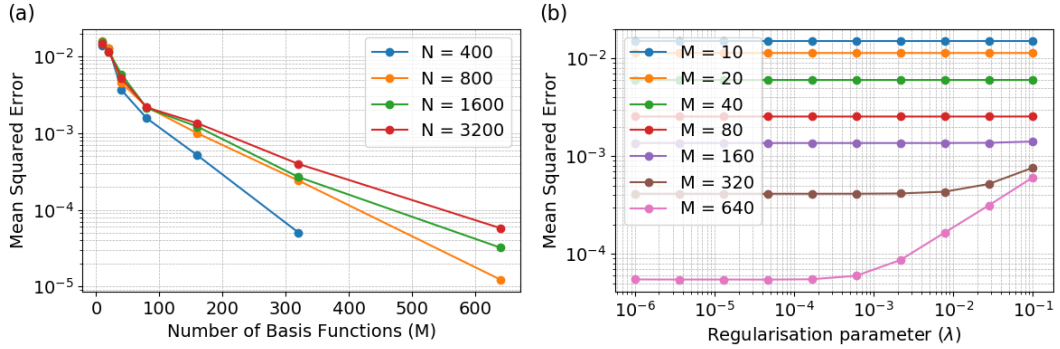 (a)
Mean Squared Error
10⁻²
10⁻³
10⁻⁴
10⁻⁵
N = 400
N = 800
N = 1600
N = 3200
0 100 200 300 400 500 600
Number of Basis Functions (M)
(b)
Mean Squared Error
10⁻²
10⁻³
10⁻⁴
M = 10
M = 20
M = 40
M = 80
M = 160
M = 320
M = 640
10⁻⁶ 10⁻⁵ 10⁻⁴ 10⁻³ 10⁻² 10⁻¹
Regularisation parameter (λ)